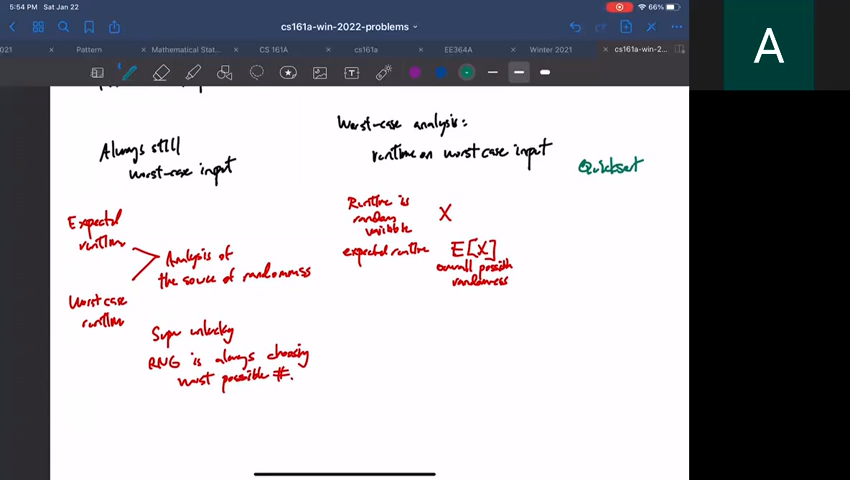 5:54 PM Sat Jan 22
66%
cs161a-win-2022-problems
021
Pattern
Mathematical Stat...
CS 161A
cs161a
EE364A
Winter 2021
cs161a-win-2...
A
Always still
worst-case input
Worst-case analysis:
runtime on worst case input
Quicksort
Expected
runtime
Worst case
runtime
Analysis of
the source of randomness
Super unlucky
RNG is always choosing
worst possible #.
Runtime is
random
variable
X
expected runtime
E[X]
over all possible
randomness